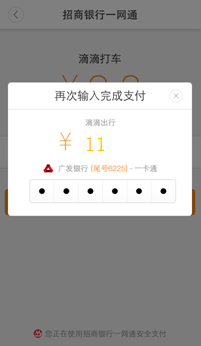 招商银行一网通
滴滴打车
再次输入完成支付
滴滴出行
￥ 11
广发银行 [尾号6225] - 一卡通
您正在使用招商银行一网通安全支付